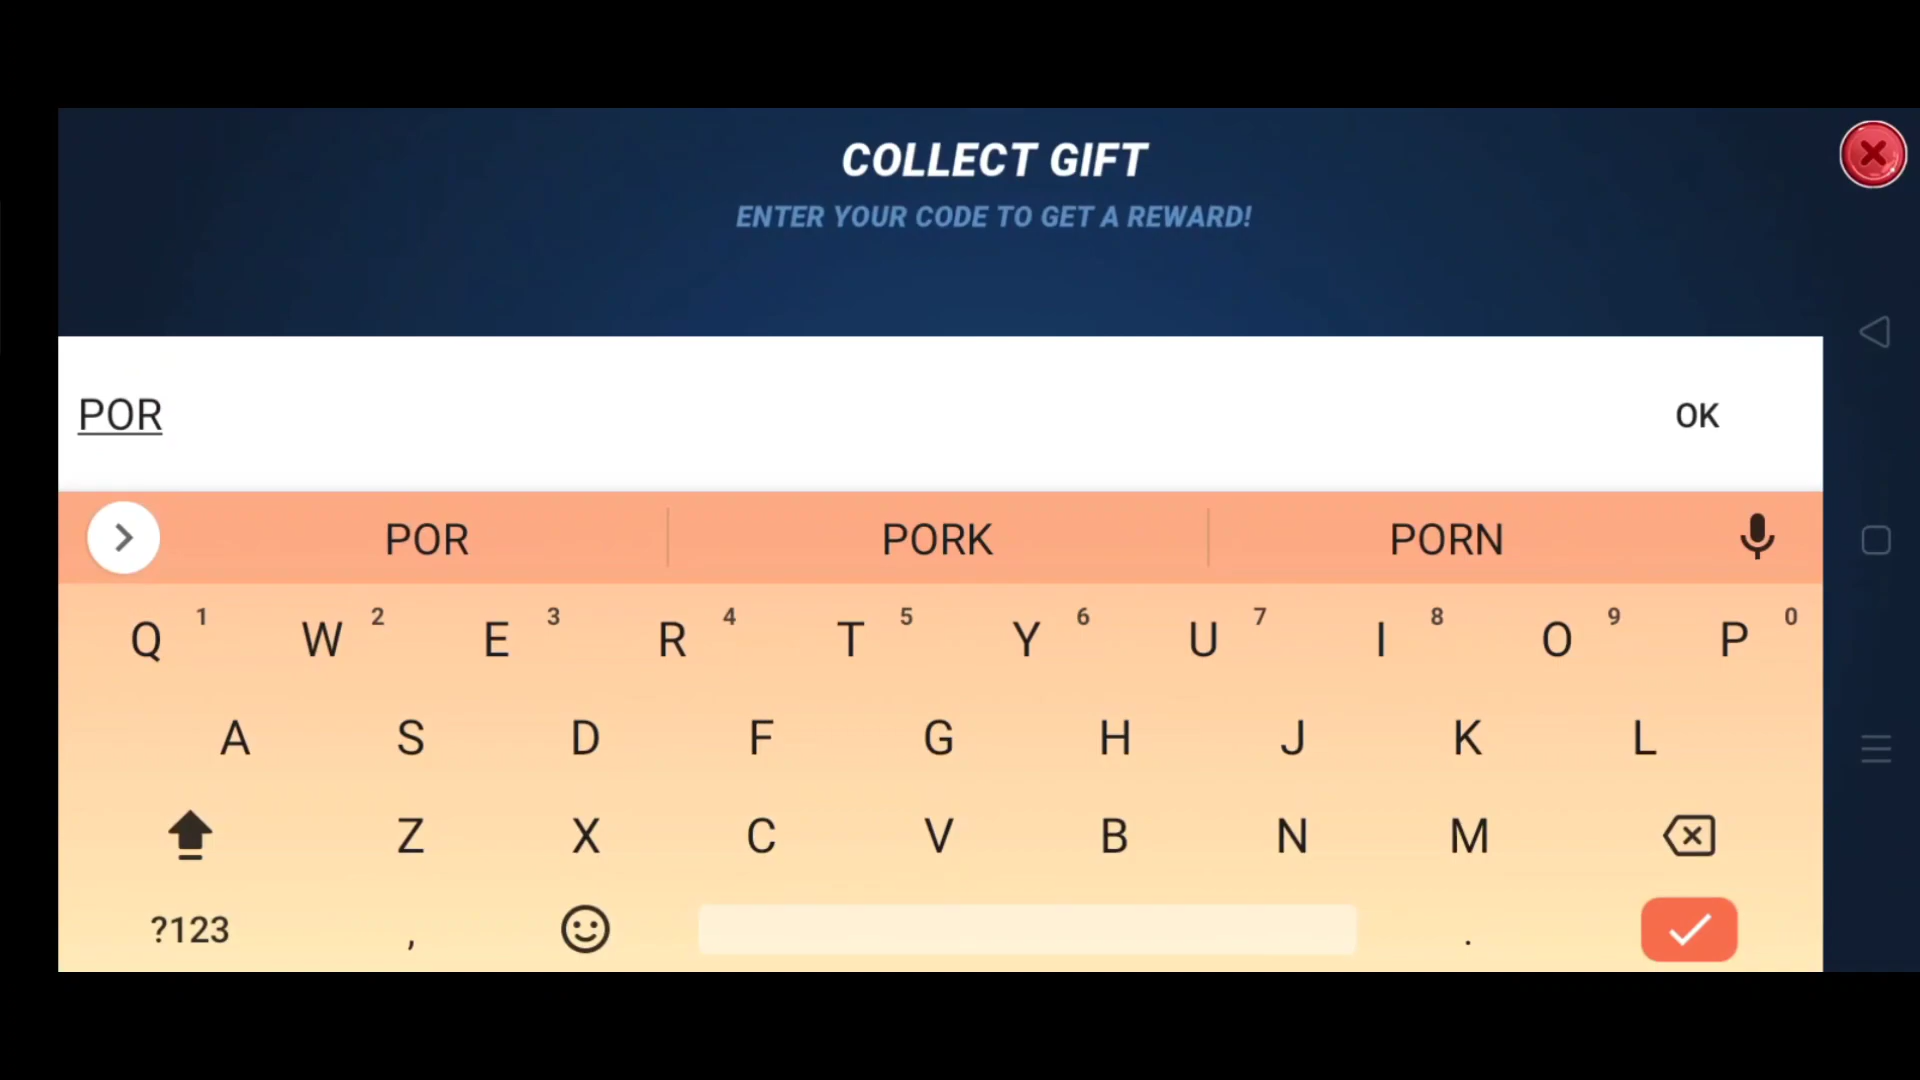 COLLECT GIFT
ENTER YOUR CODE TO GET A REWARD!
POR OK
POR PORK PORN
Q 1 W 2 E 3 R 4 T 5 Y 6 U 7 I 8 O 9 P 0
A S D F G H J K L
Z X C V B N M
?123 , .